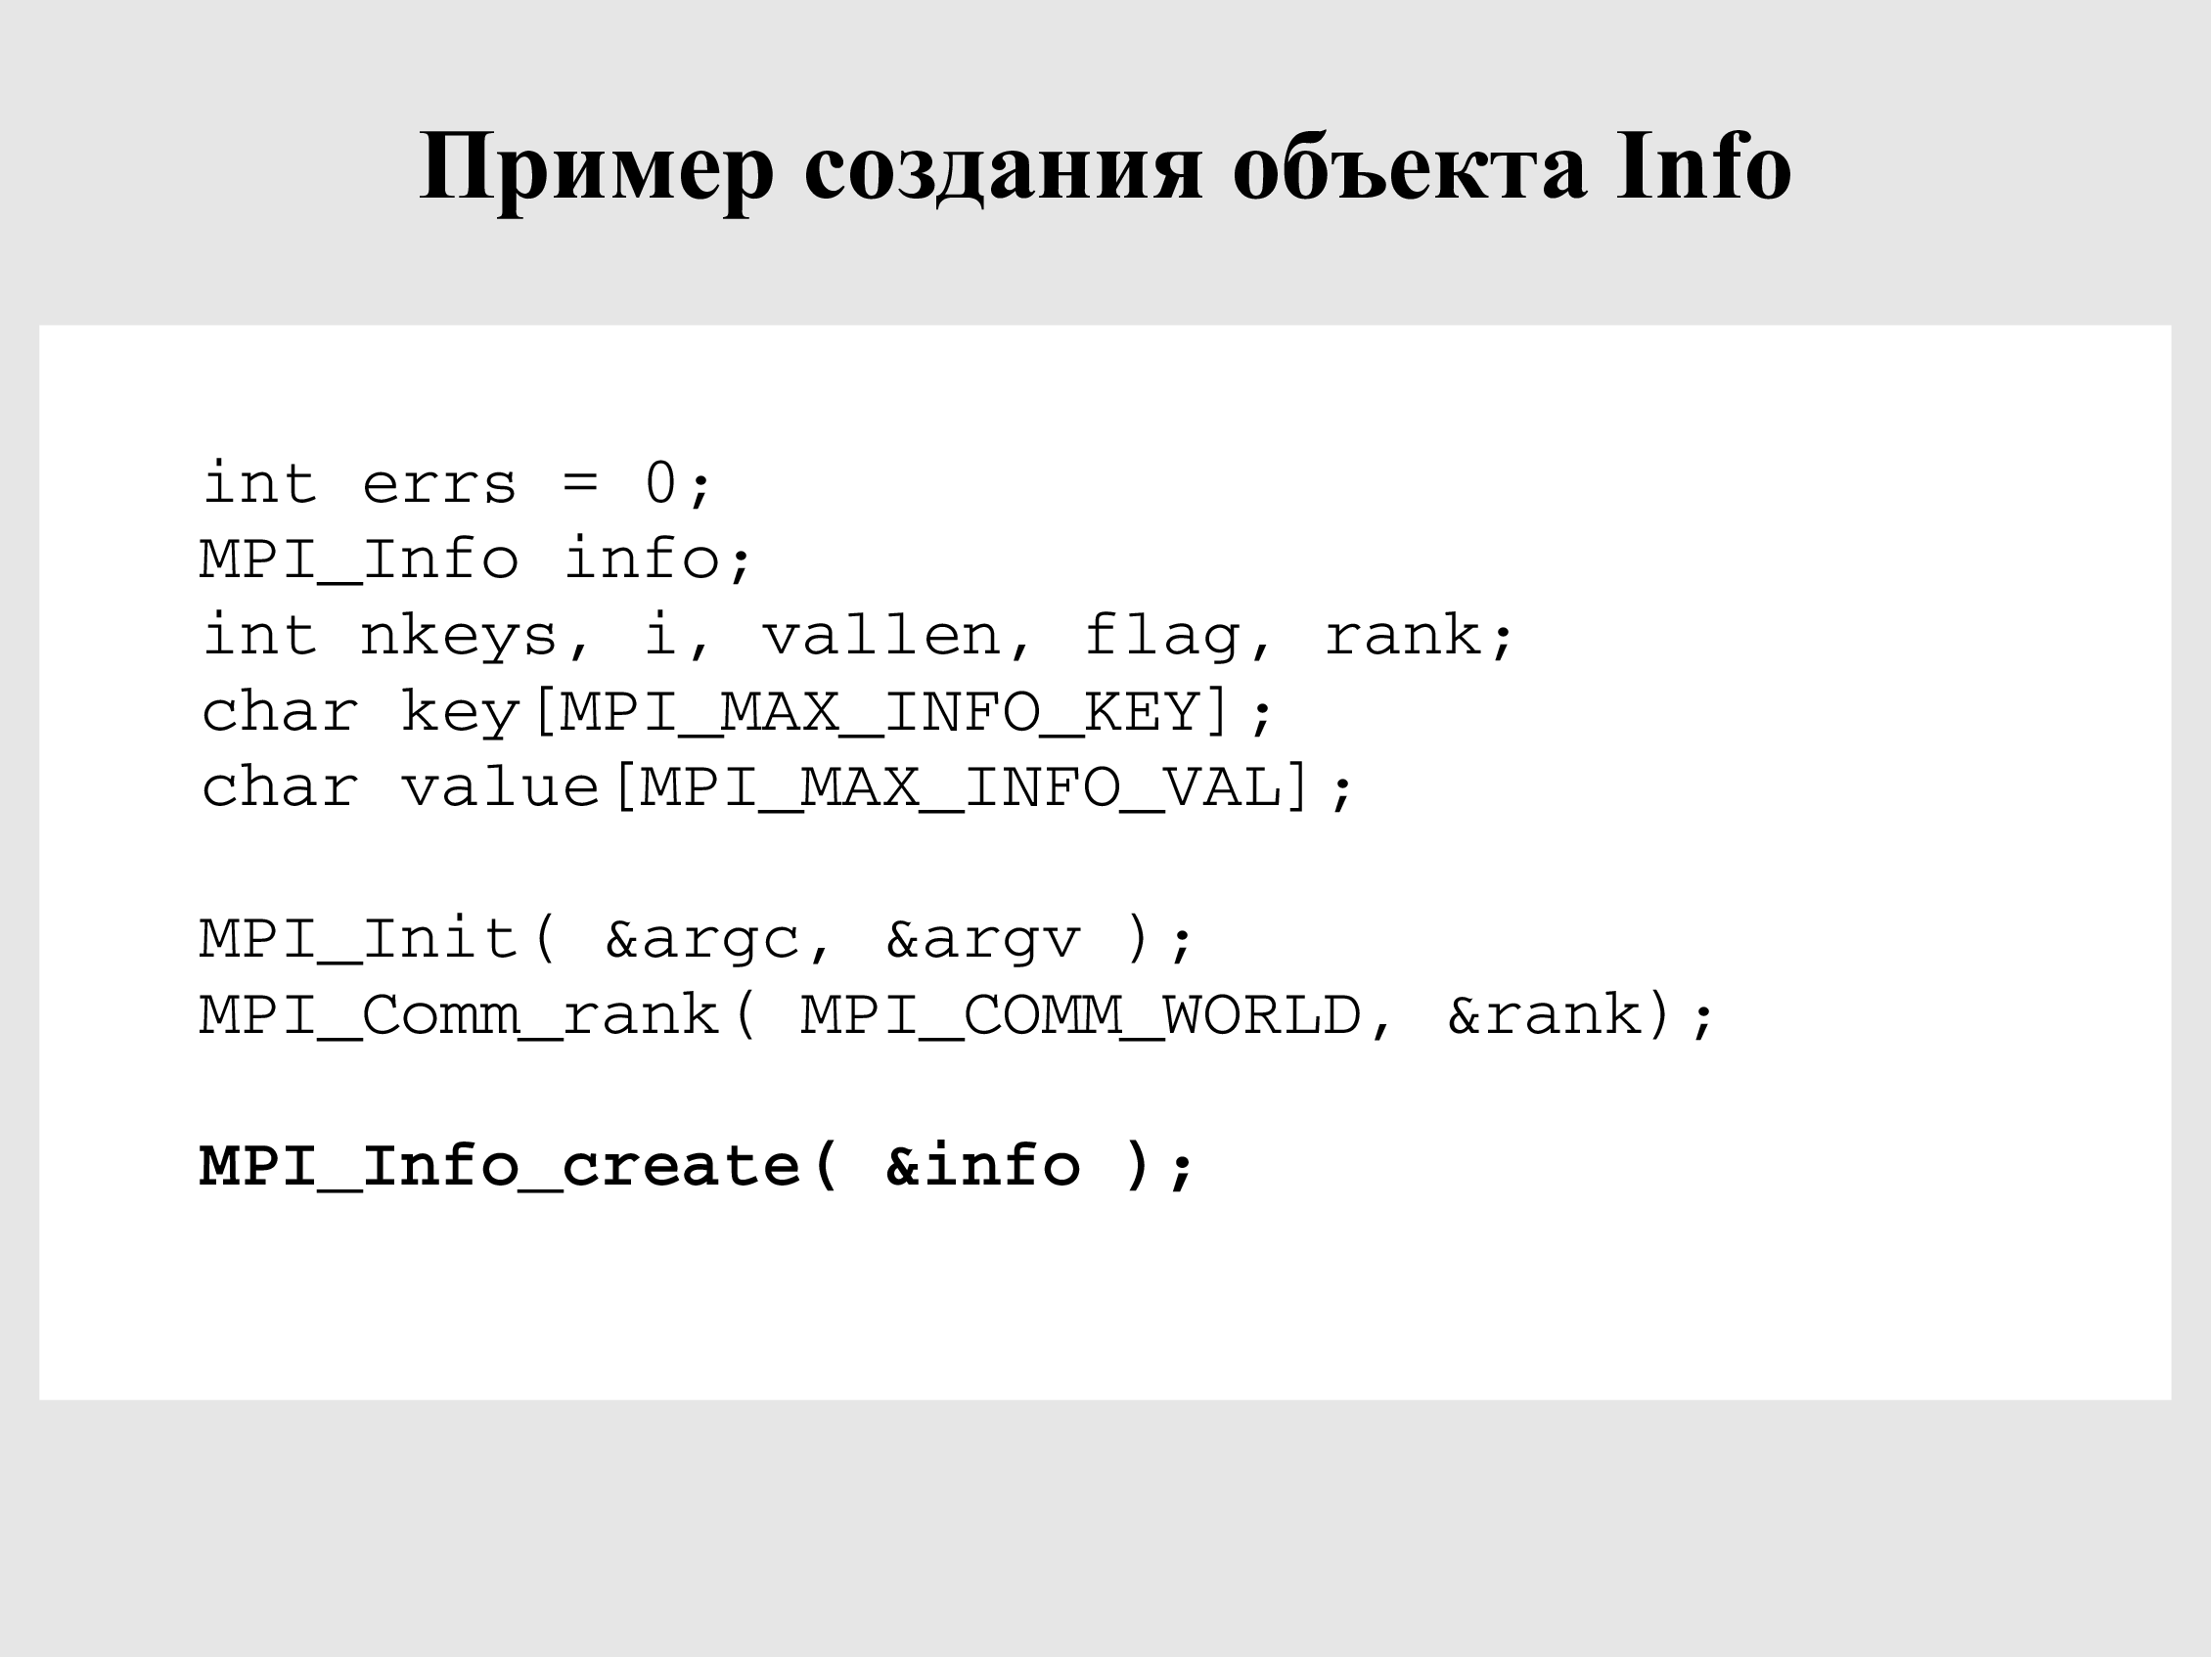 Пример создания объекта Info
int errs = 0;
MPI_Info info;
int nkeys, i, vallen, flag, rank;
char key[MPI_MAX_INFO_KEY];
char value[MPI_MAX_INFO_VAL];
MPI_Init( &argc, &argv );
MPI_Comm_rank( MPI_COMM_WORLD, &rank);
MPI_Info_create( &info );